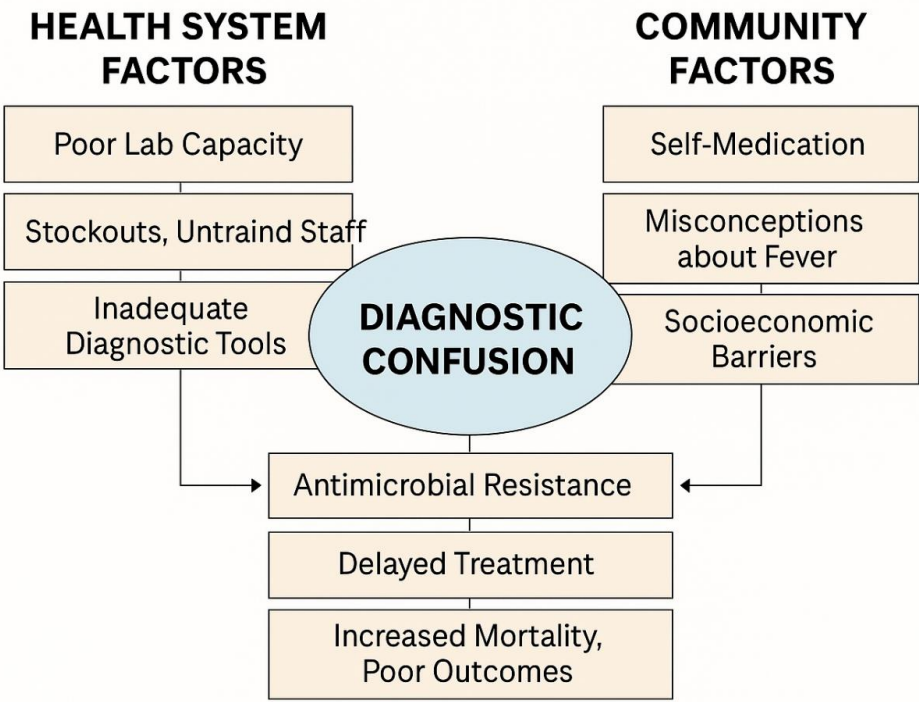 HEALTH SYSTEM
FACTORS
Poor Lab Capacity
Stockouts, Untraind Staff
Inadequate
Diagnostic Tools
COMMUNITY
FACTORS
Self-Medication
Misconceptions
about Fever
Socioeconomic
Barriers
DIAGNOSTIC
CONFUSION
Antimicrobial Resistance
Delayed Treatment
Increased Mortality,
Poor Outcomes